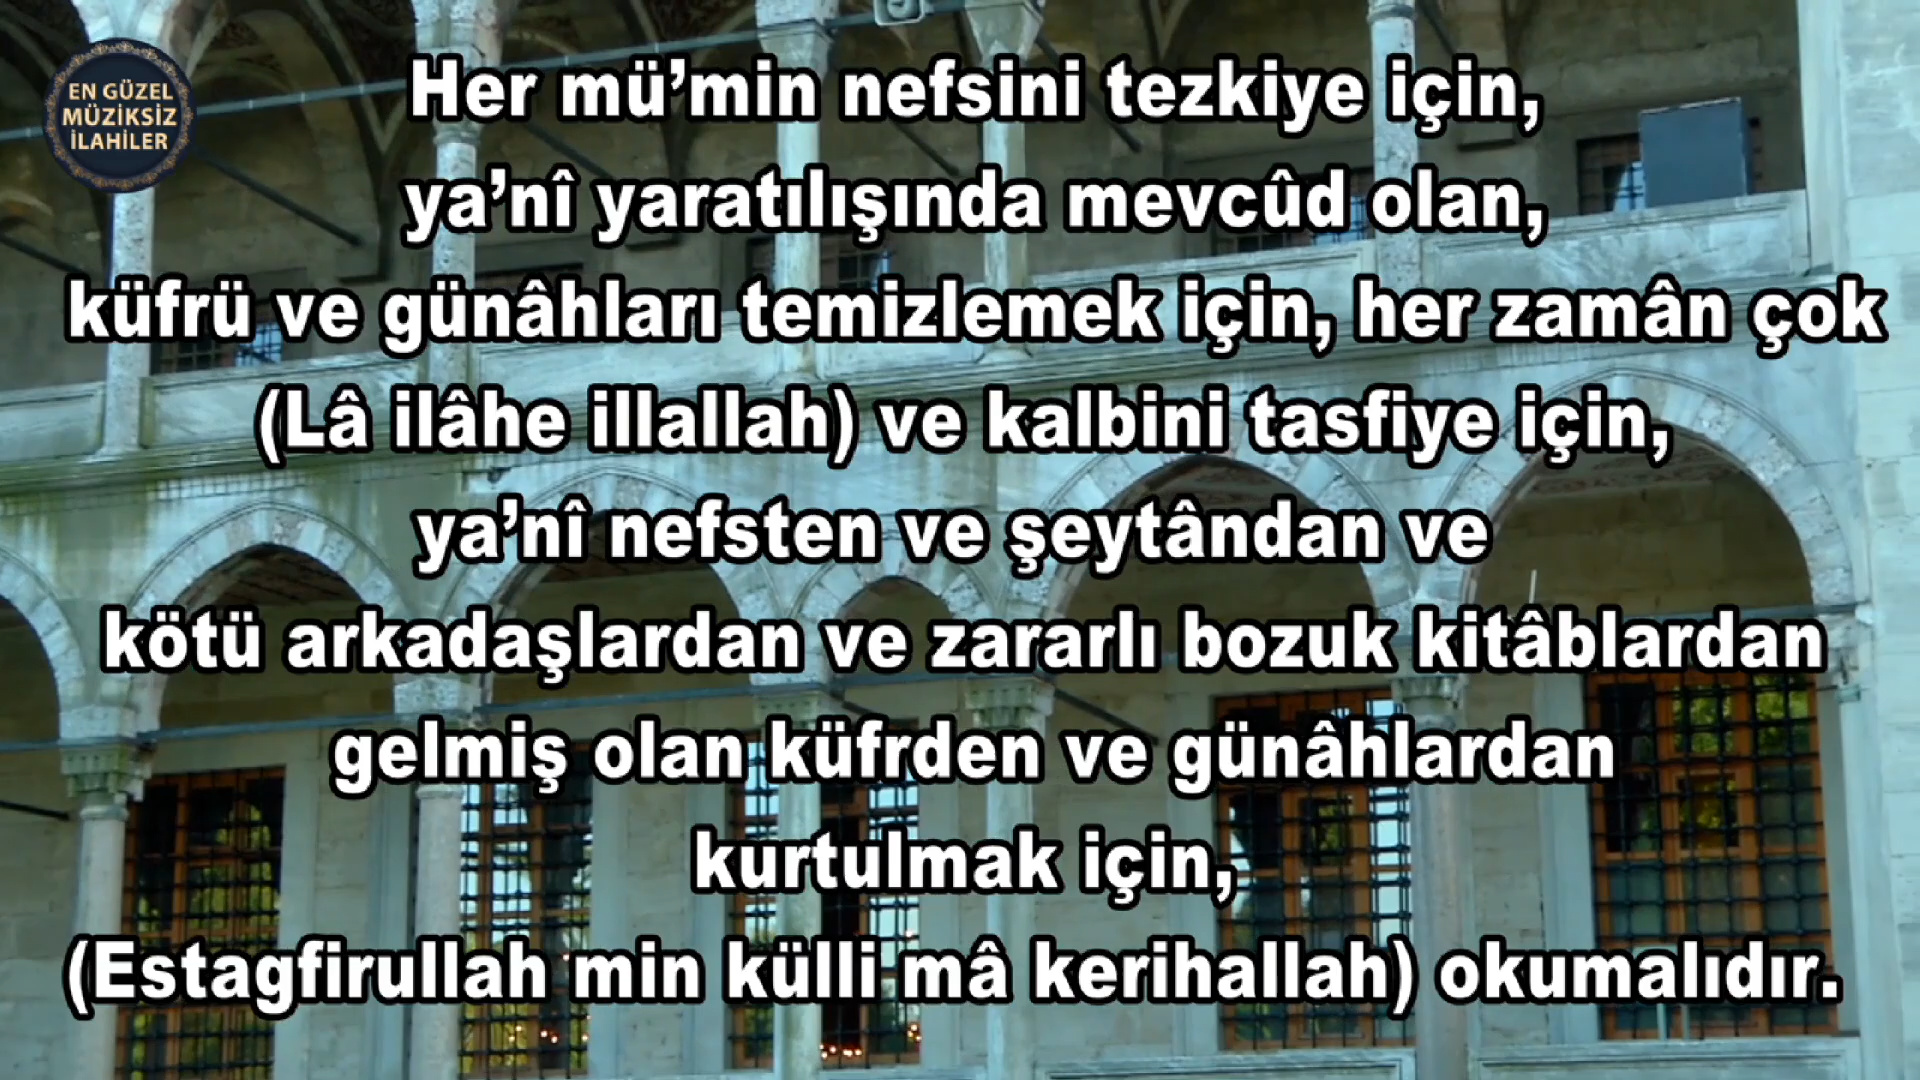 EN GÜZEL
MÜZİKSİZ
İLAHİLER
Her mü’min nefsini tezkiye için,
ya’nî yaratılışında mevcûd olan,
küfrü ve günâhları temizlemek için, her zamân çok
(Lâ ilâhe illallah) ve kalbini tasfiye için,
ya’nî nefsten ve şeytândan ve
kötü arkadaşlardan ve zararlı bozuk kitâblardan
gelmiş olan küfrden ve günâhlardan
kurtulmak için,
(Estagfirullah min külli mâ kerihallah) okumalıdır.